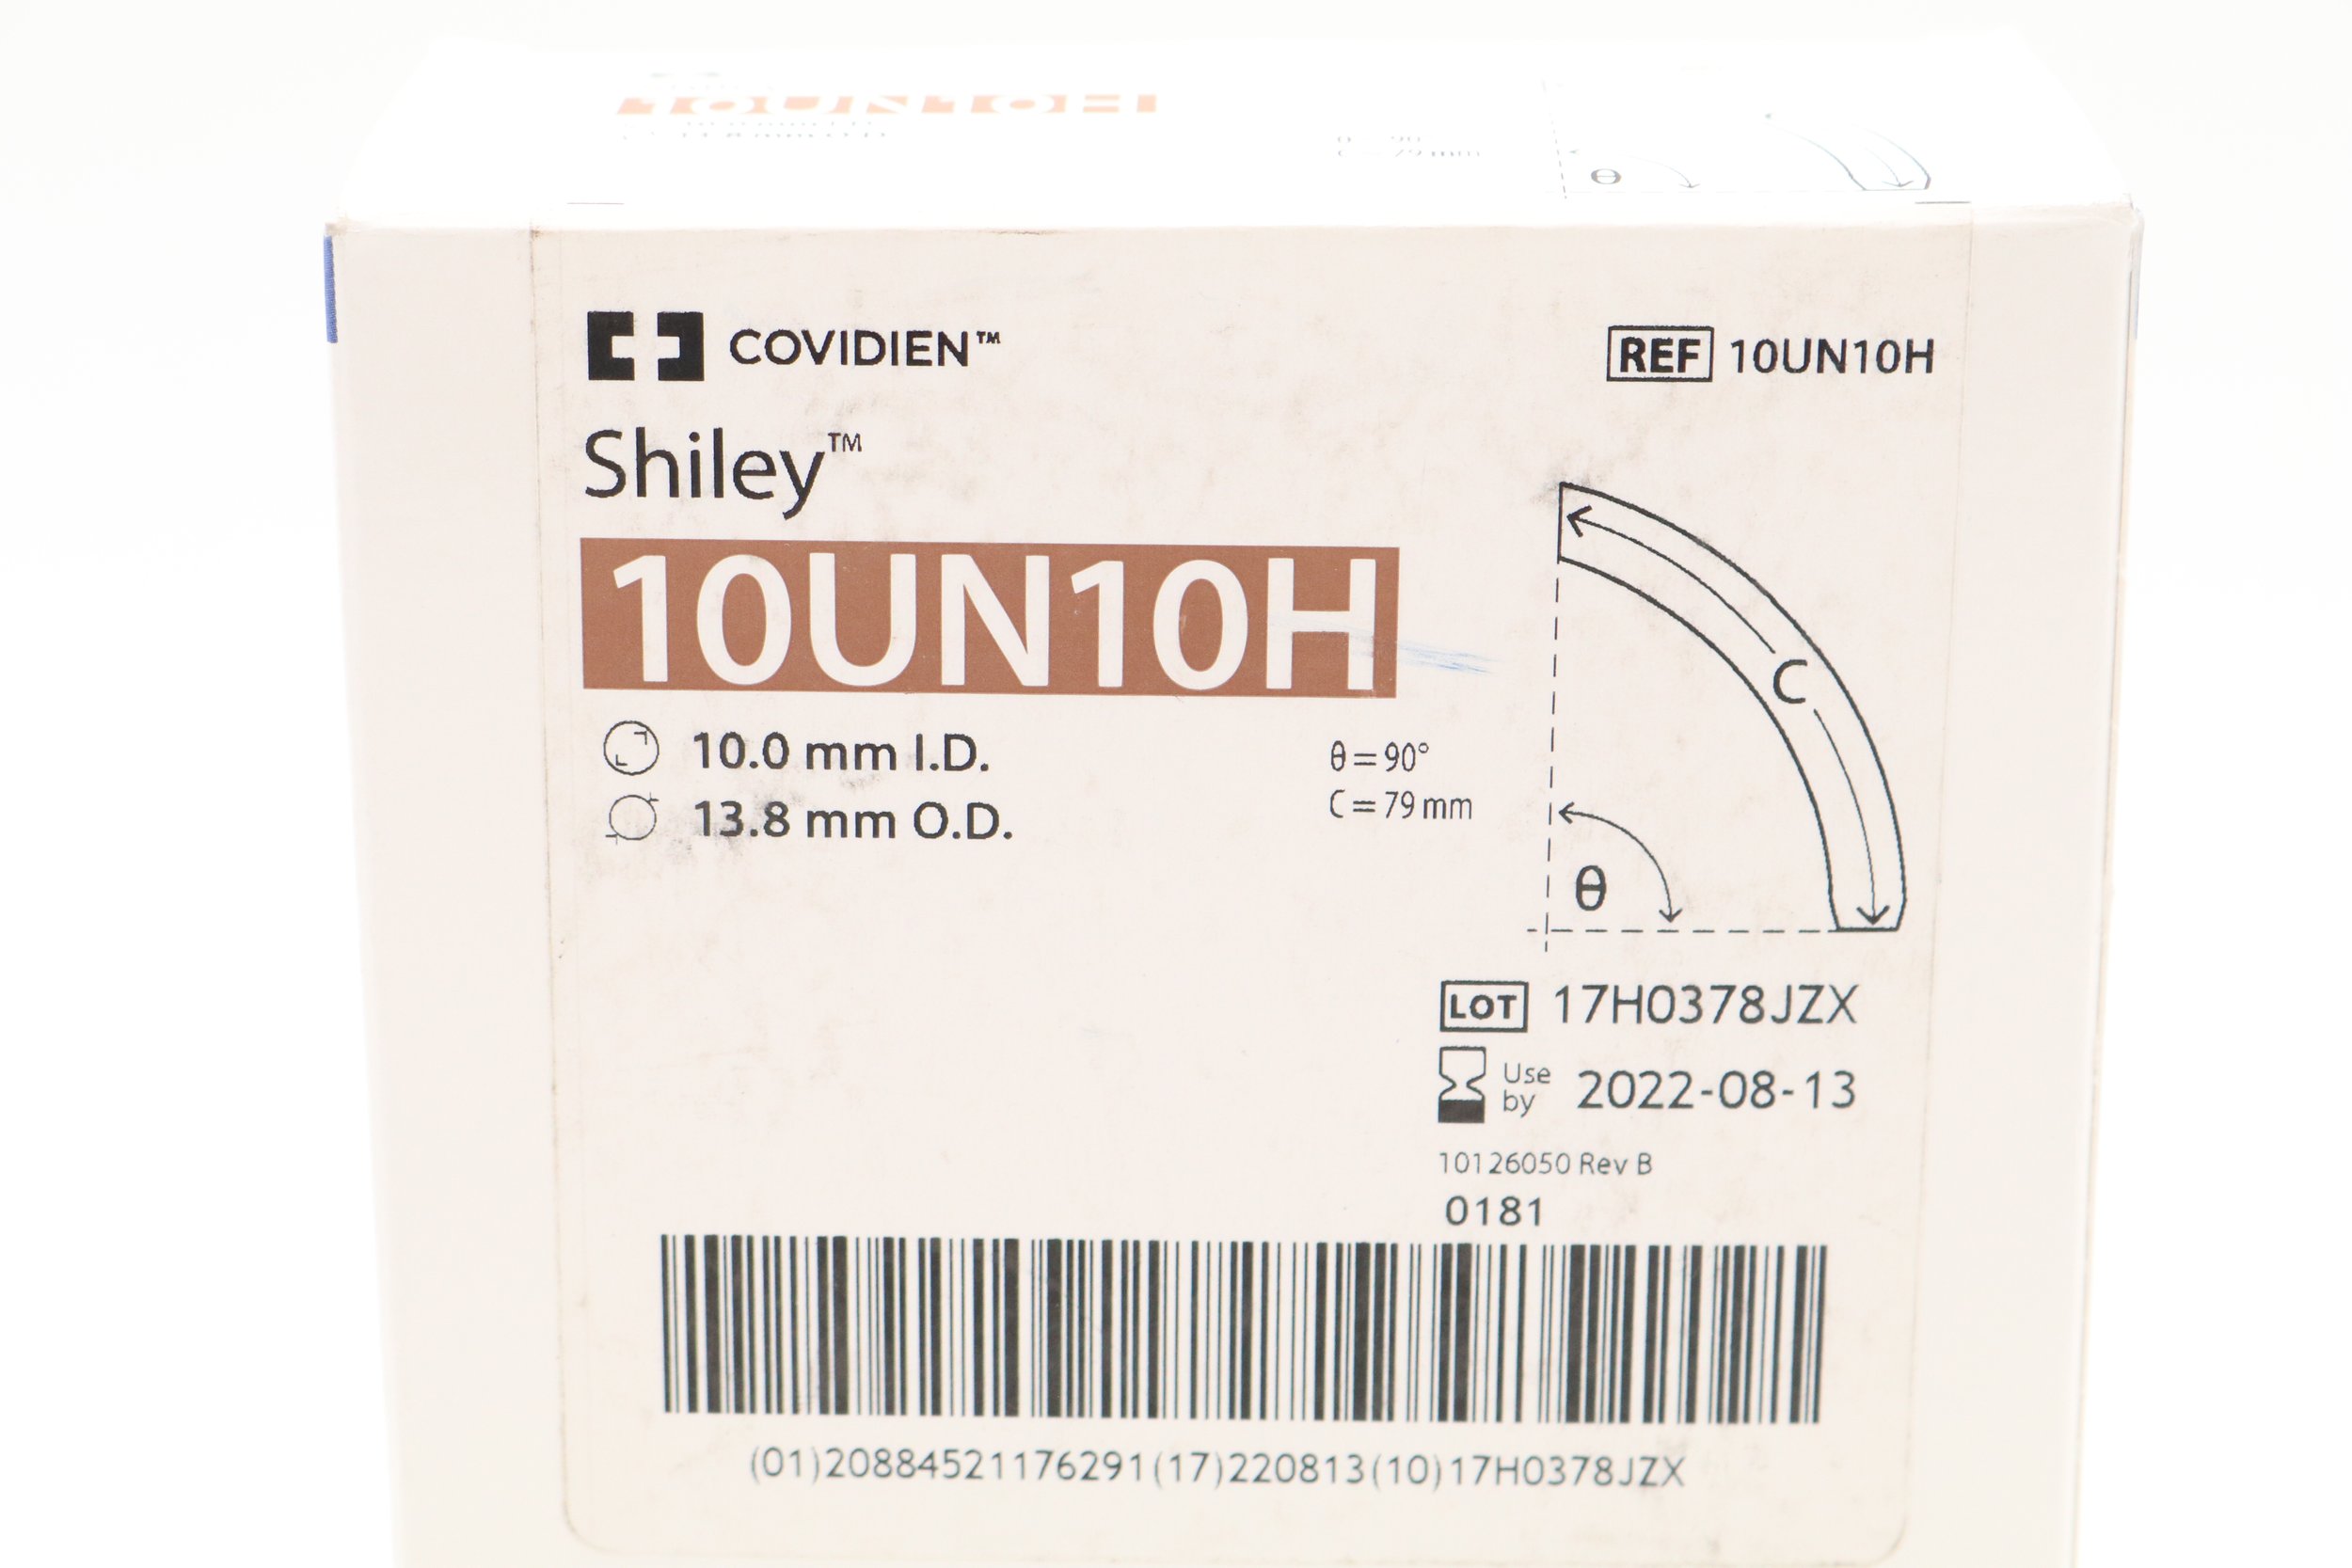 10UN10H
θ
COVIDIEN™
REF 10UN10H
Shiley™
10UN10H
10.0 mm I.D.
13.8 mm O.D.
θ = 90°
C = 79 mm
C
θ
LOT 17H0378JZX
Use by 2022-08-13
10126050 Rev B
0181
(01)20884521176291(17)220813(10)17H0378JZX